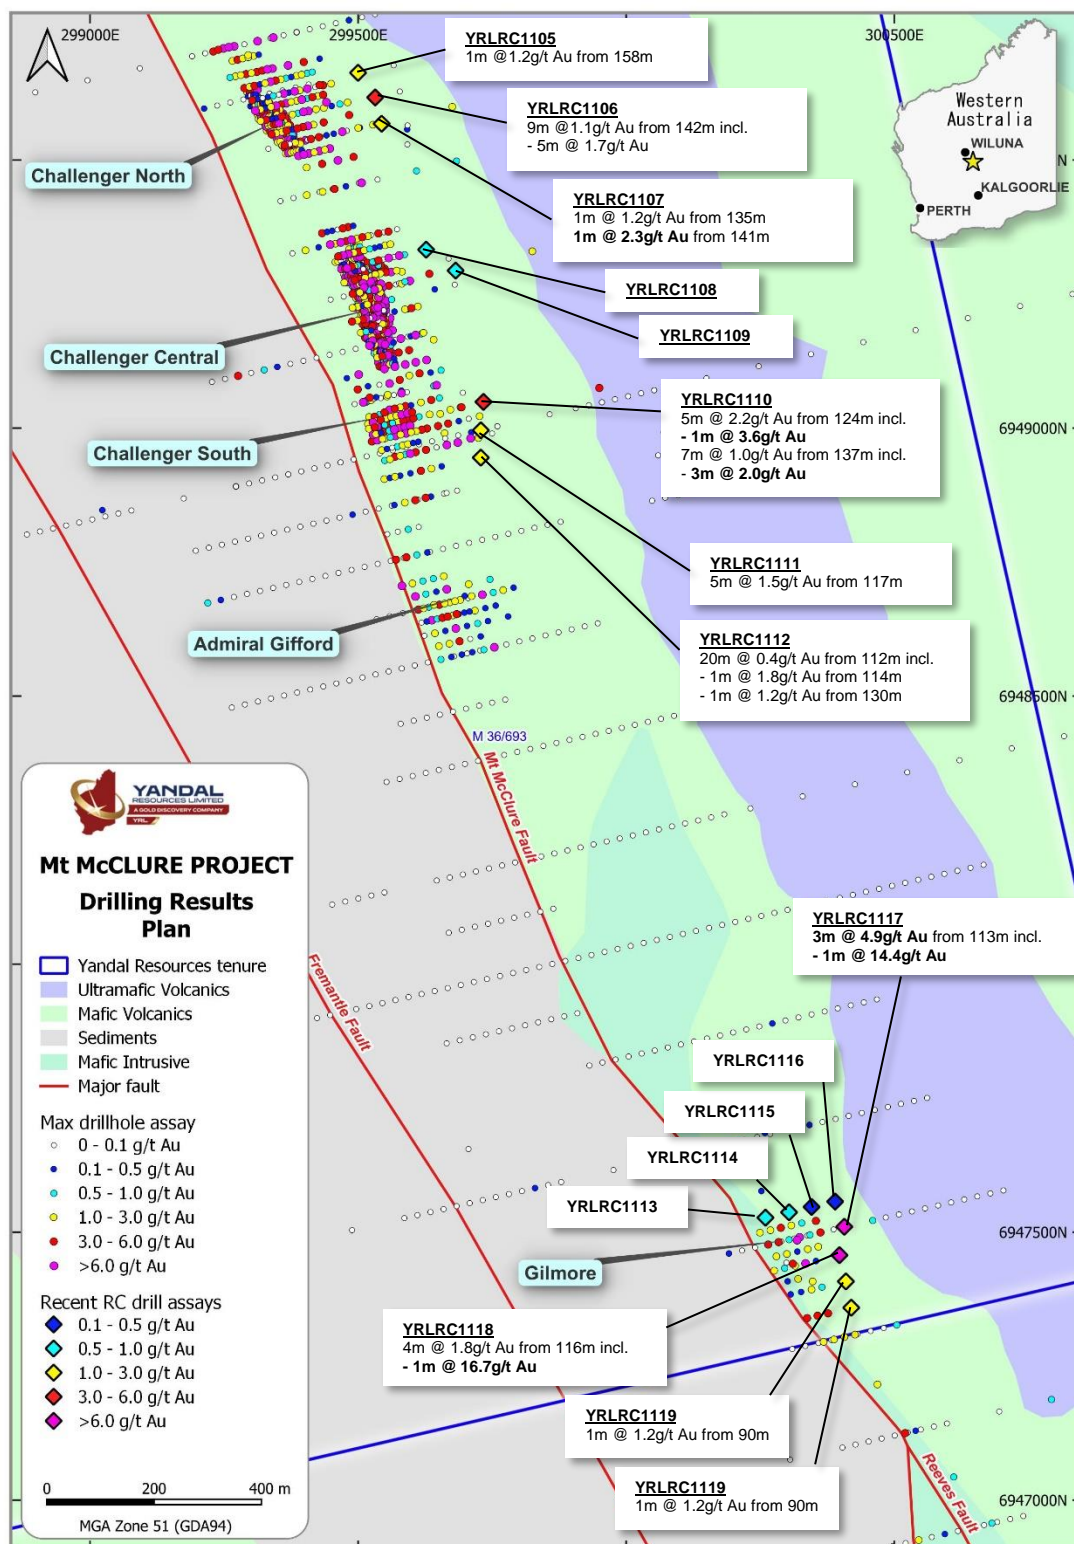 299000E
299500E
300500E
YRLRC1105
1m @1.2g/t Au from 158m
YRLRC1106
9m @1.1g/t Au from 142m incl.
- 5m @ 1.7g/t Au
Western
Australia
WILUNA
KALGOORLIE
PERTH
N
Challenger North
YRLRC1107
1m @ 1.2g/t Au from 135m
1m @ 2.3g/t Au from 141m
YRLRC1108
YRLRC1109
Challenger Central
YRLRC1110
5m @ 2.2g/t Au from 124m incl.
- 1m @ 3.6g/t Au
7m @ 1.0g/t Au from 137m incl.
- 3m @ 2.0g/t Au
6949000N
Challenger South
YRLRC1111
5m @ 1.5g/t Au from 117m
Admiral Gifford
YRLRC1112
20m @ 0.4g/t Au from 112m incl.
- 1m @ 1.8g/t Au from 114m
- 1m @ 1.2g/t Au from 130m
6948500N
M 36/693
Mt McClure Fault
YANDAL
RESOURCES LIMITED
A GOLD DISCOVERY COMPANY
YRL
Mt McCLURE PROJECT
Drilling Results
Plan
Yandal Resources tenure
Ultramafic Volcanics
Mafic Volcanics
Sediments
Mafic Intrusive
Major fault
Max drillhole assay
0 - 0.1 g/t Au
0.1 - 0.5 g/t Au
0.5 - 1.0 g/t Au
1.0 - 3.0 g/t Au
3.0 - 6.0 g/t Au
>6.0 g/t Au
Recent RC drill assays
0.1 - 0.5 g/t Au
0.5 - 1.0 g/t Au
1.0 - 3.0 g/t Au
3.0 - 6.0 g/t Au
>6.0 g/t Au
0 200 400 m
MGA Zone 51 (GDA94)
Fremantle Fault
YRLRC1117
3m @ 4.9g/t Au from 113m incl.
- 1m @ 14.4g/t Au
YRLRC1116
YRLRC1115
YRLRC1114
YRLRC1113
6947500N
Gilmore
YRLRC1118
4m @ 1.8g/t Au from 116m incl.
- 1m @ 16.7g/t Au
YRLRC1119
1m @ 1.2g/t Au from 90m
YRLRC1119
1m @ 1.2g/t Au from 90m
Reeves Fault
6947000N